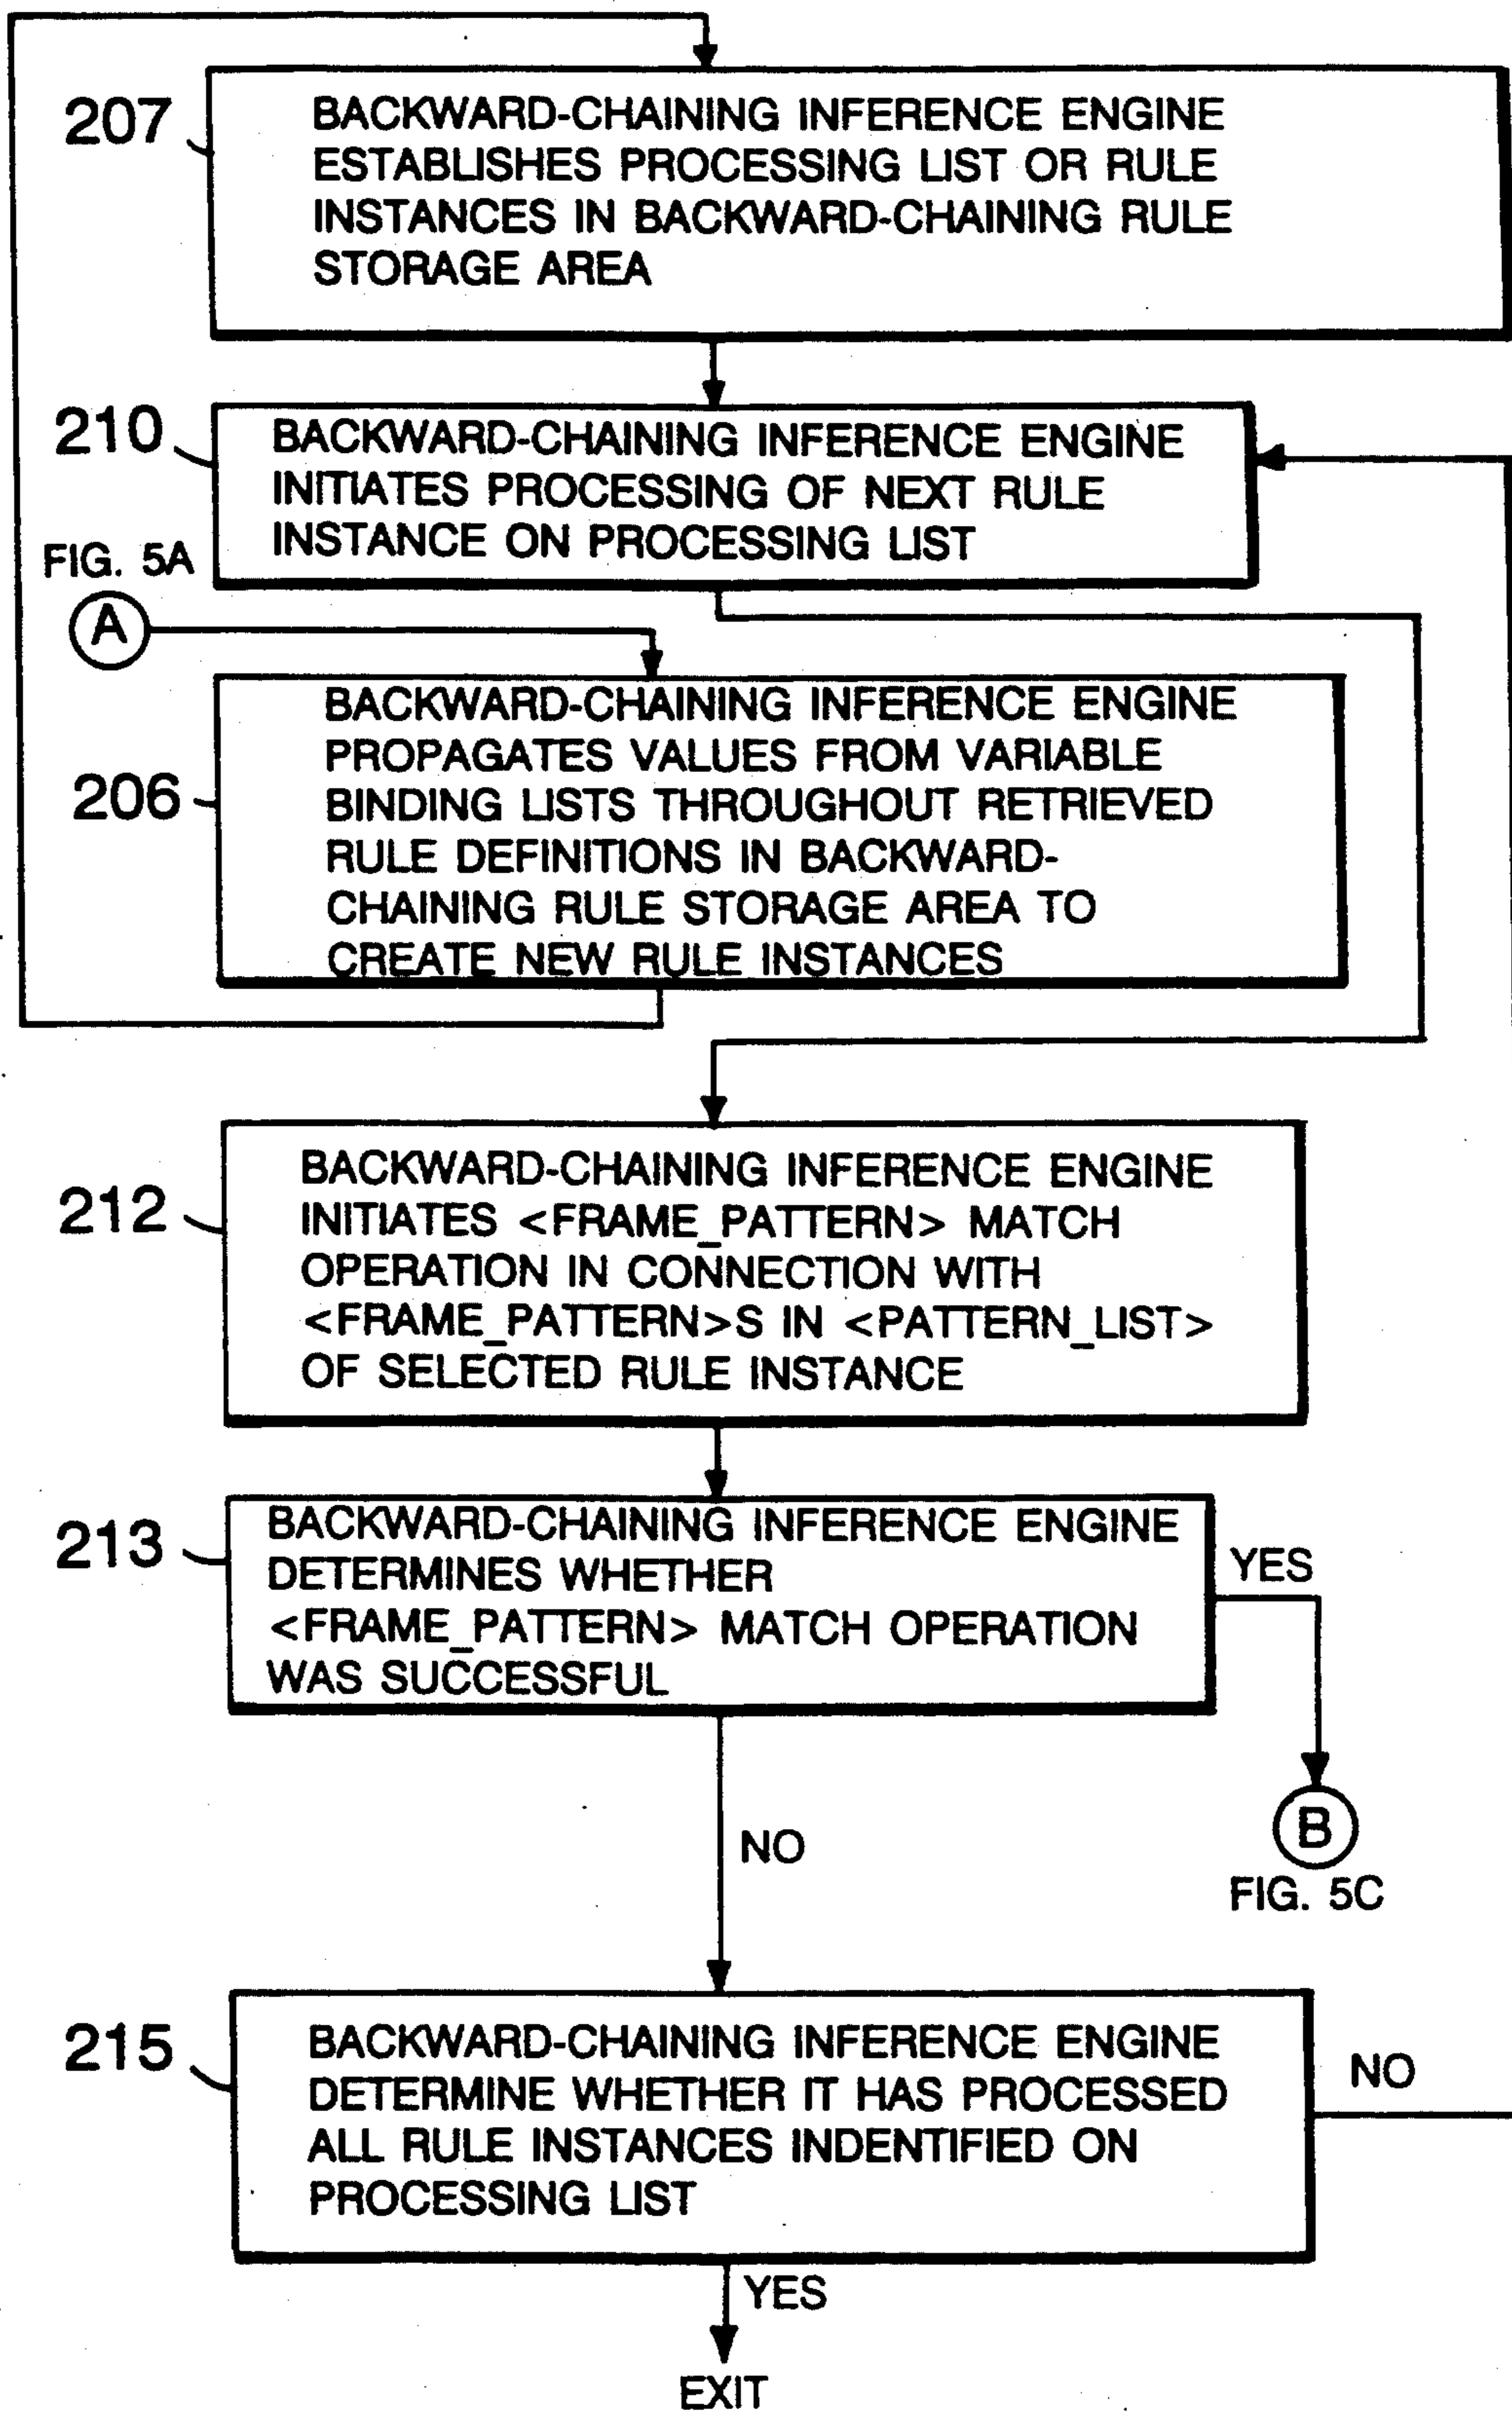 207
BACKWARD-CHAINING INFERENCE ENGINE
ESTABLISHES PROCESSING LIST OR RULE
INSTANCES IN BACKWARD-CHAINING RULE
STORAGE AREA
210
BACKWARD-CHAINING INFERENCE ENGINE
INITIATES PROCESSING OF NEXT RULE
INSTANCE ON PROCESSING LIST
FIG. 5A
A
206
BACKWARD-CHAINING INFERENCE ENGINE
PROPAGATES VALUES FROM VARIABLE
BINDING LISTS THROUGHOUT RETRIEVED
RULE DEFINITIONS IN BACKWARD-
CHAINING RULE STORAGE AREA TO
CREATE NEW RULE INSTANCES
212
BACKWARD-CHAINING INFERENCE ENGINE
INITIATES <FRAME_PATTERN> MATCH
OPERATION IN CONNECTION WITH
<FRAME_PATTERN>S IN <PATTERN_LIST>
OF SELECTED RULE INSTANCE
213
BACKWARD-CHAINING INFERENCE ENGINE
DETERMINES WHETHER
<FRAME_PATTERN> MATCH OPERATION
WAS SUCCESSFUL
YES
NO
B
FIG. 5C
215
BACKWARD-CHAINING INFERENCE ENGINE
DETERMINE WHETHER IT HAS PROCESSED
ALL RULE INSTANCES INDENTIFIED ON
PROCESSING LIST
NO
YES
EXIT